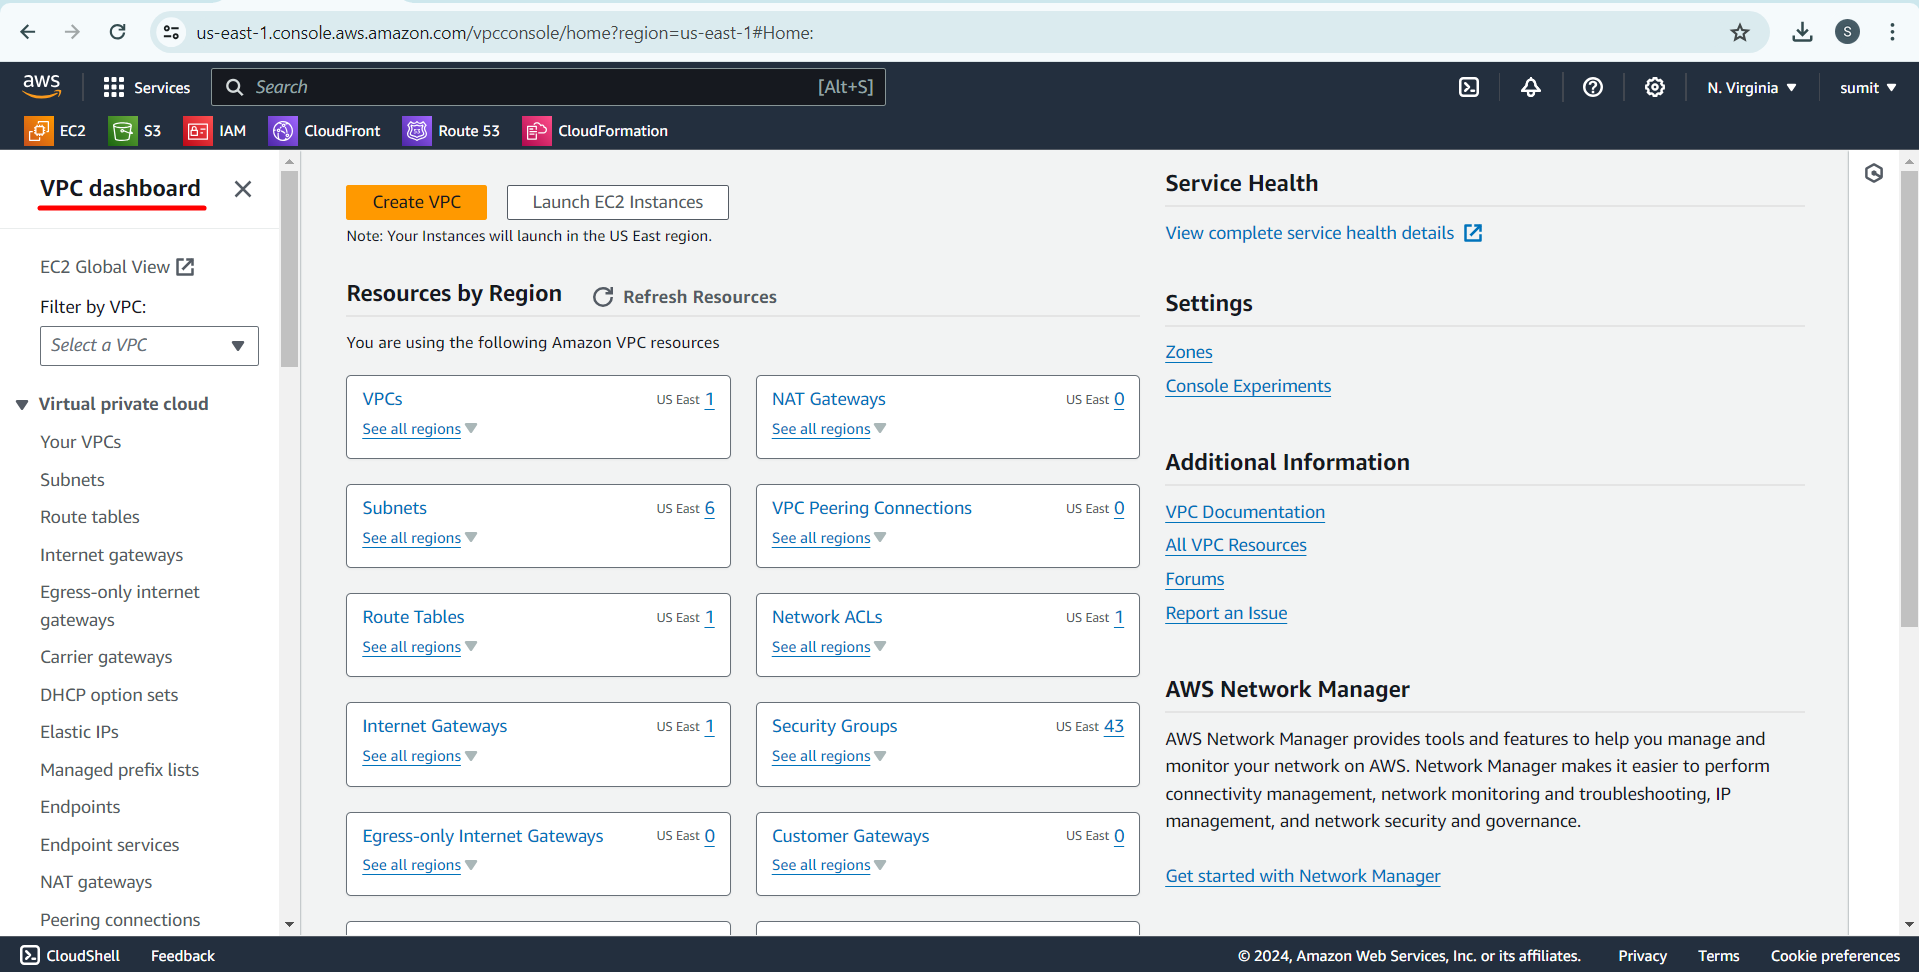 us-east-1.console.aws.amazon.com/vpcconsole/home?region=us-east-1#Home:
S
aws
Services
Search
[Alt+S]
N. Virginia
sumit
EC2
S3
IAM
CloudFront
53
Route 53
CloudFormation
VPC dashboard
EC2 Global View
Filter by VPC:
Select a VPC
Virtual private cloud
Your VPCs
Subnets
Route tables
Internet gateways
Egress-only internet
gateways
Carrier gateways
DHCP option sets
Elastic IPs
Managed prefix lists
Endpoints
Endpoint services
NAT gateways
Peering connections
Create VPC
Launch EC2 Instances
Note: Your Instances will launch in the US East region.
Resources by Region
Refresh Resources
You are using the following Amazon VPC resources
VPCs
US East 1
See all regions
NAT Gateways
US East 0
See all regions
Subnets
US East 6
See all regions
VPC Peering Connections
US East 0
See all regions
Route Tables
US East 1
See all regions
Network ACLs
US East 1
See all regions
Internet Gateways
US East 1
See all regions
Security Groups
US East 43
See all regions
Egress-only Internet Gateways
US East 0
See all regions
Customer Gateways
US East 0
See all regions
Service Health
View complete service health details
Settings
Zones
Console Experiments
Additional Information
VPC Documentation
All VPC Resources
Forums
Report an Issue
AWS Network Manager
AWS Network Manager provides tools and features to help you manage and
monitor your network on AWS. Network Manager makes it easier to perform
connectivity management, network monitoring and troubleshooting, IP
management, and network security and governance.
Get started with Network Manager
CloudShell
Feedback
© 2024, Amazon Web Services, Inc. or its affiliates.
Privacy
Terms
Cookie preferences